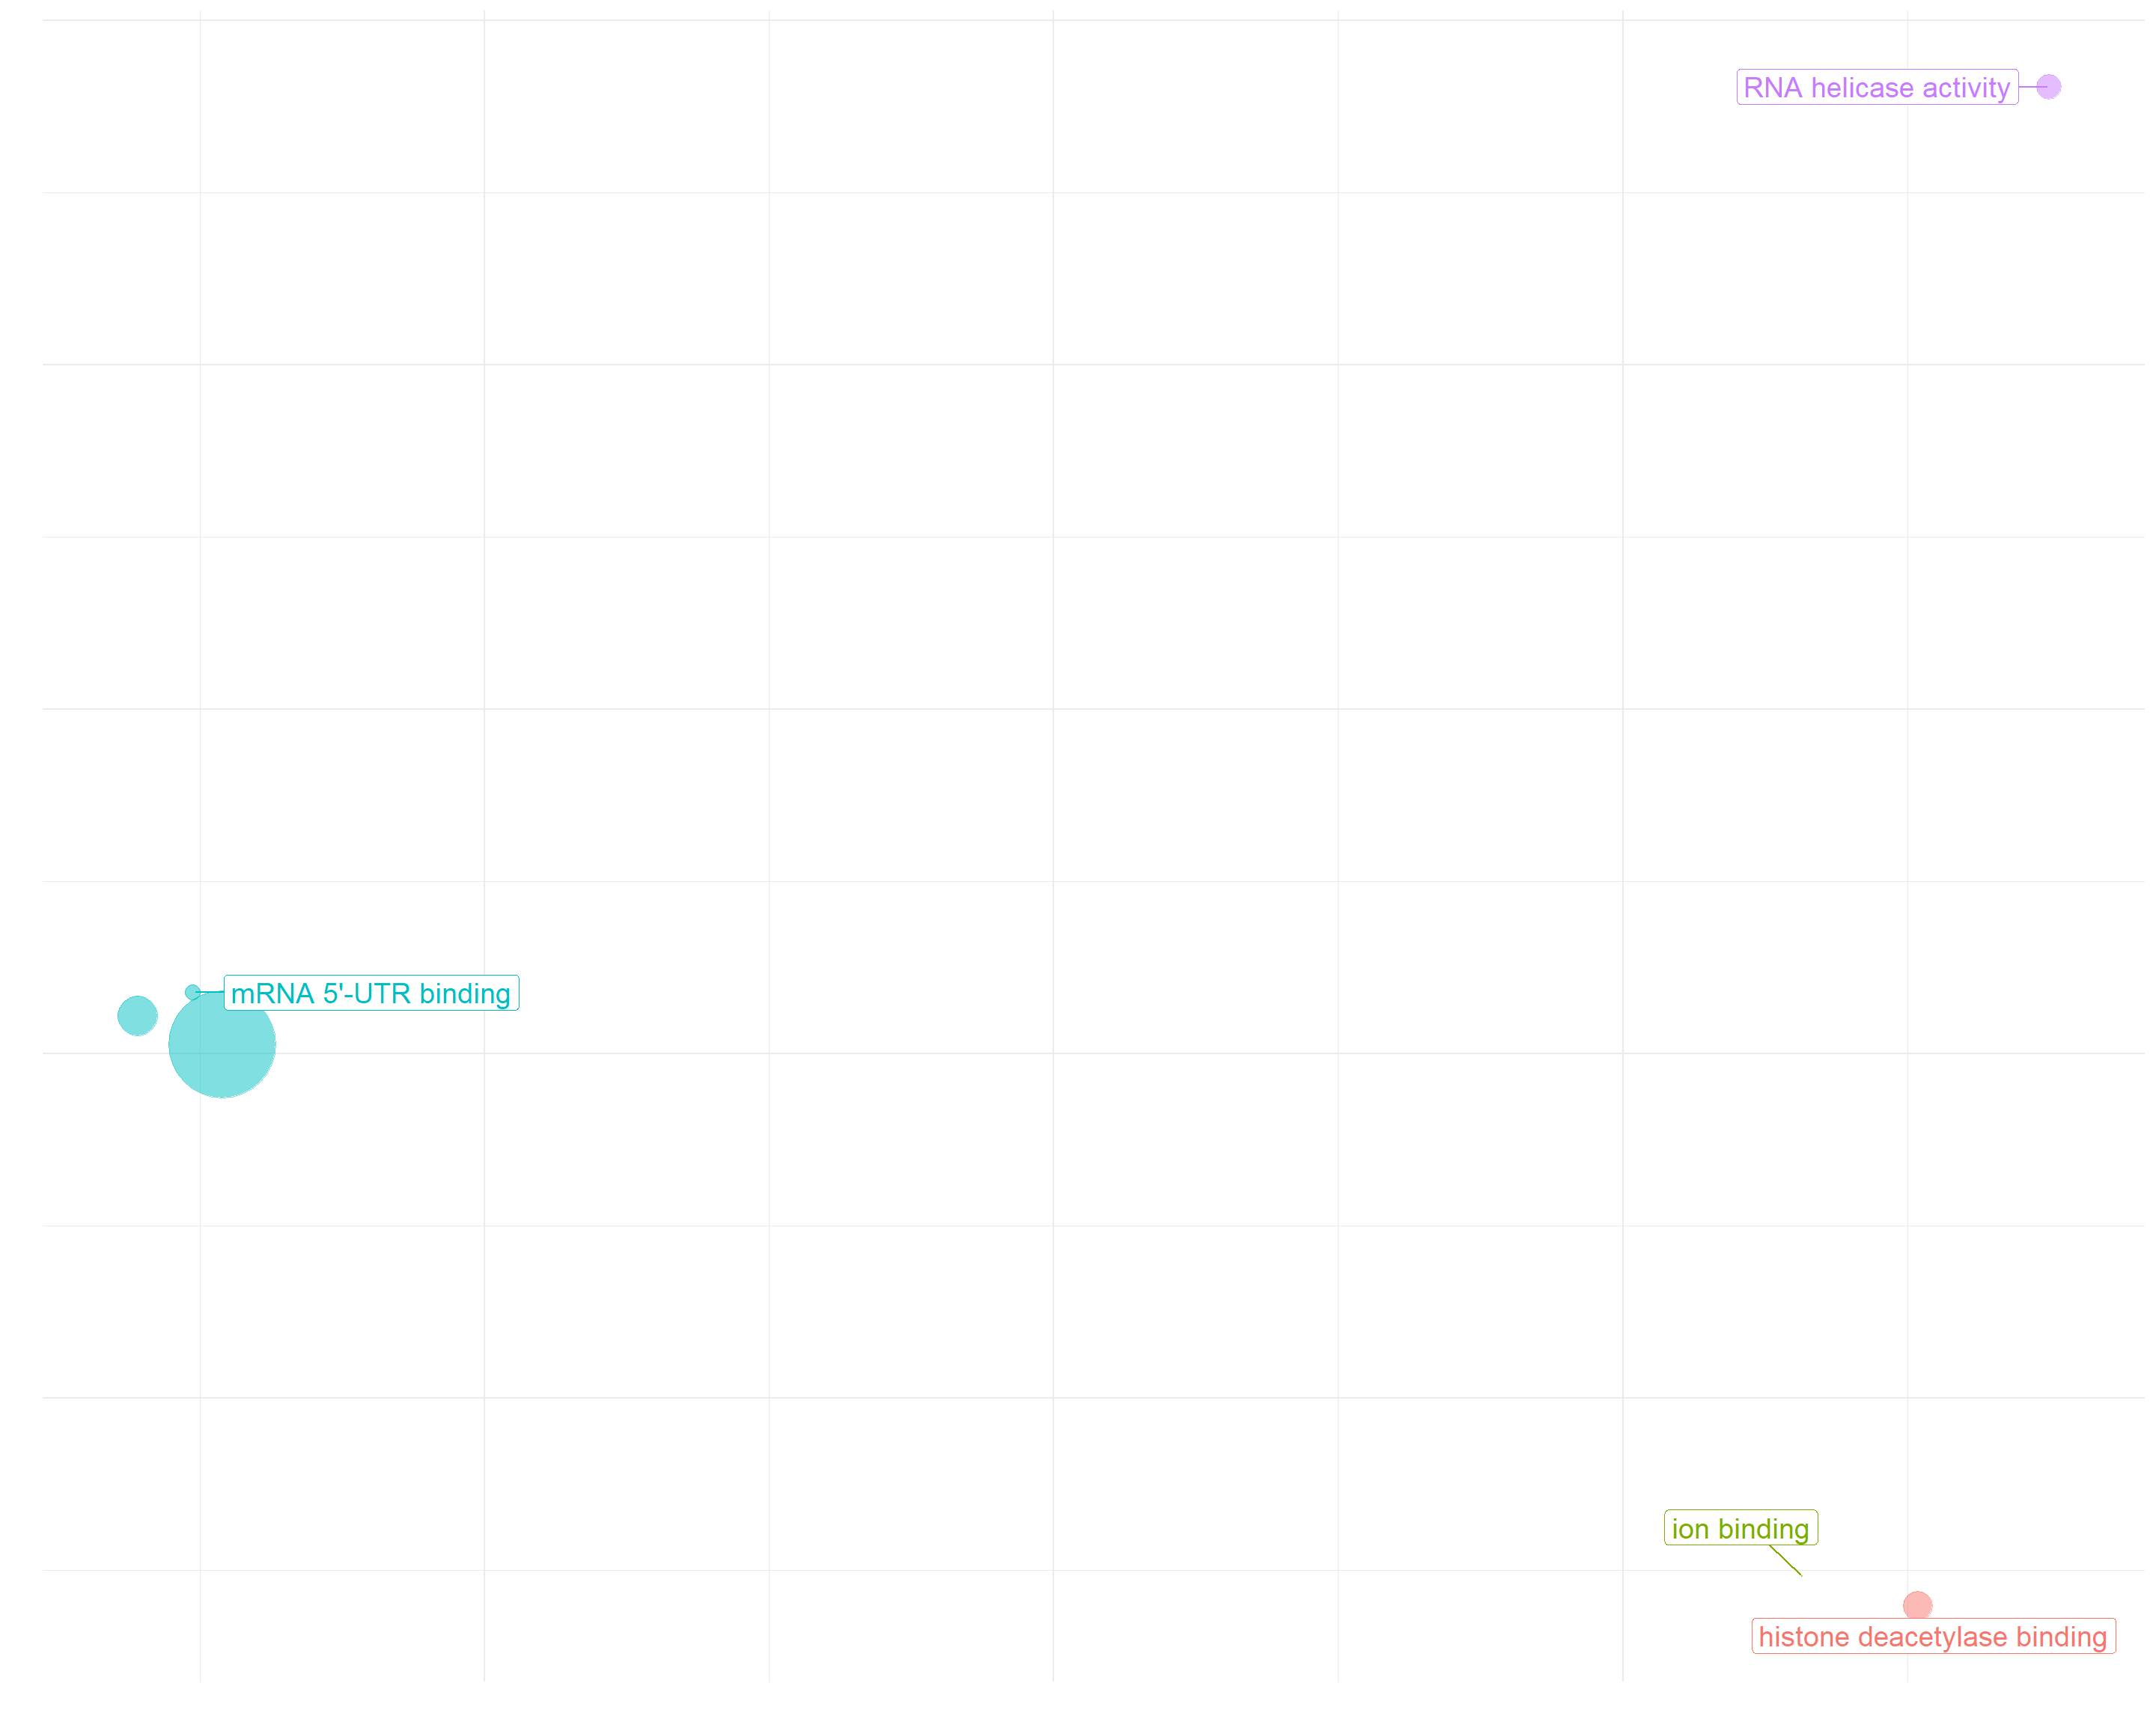 RNA helicase activity
mRNA 5'-UTR binding
ion binding
histone deacetylase binding